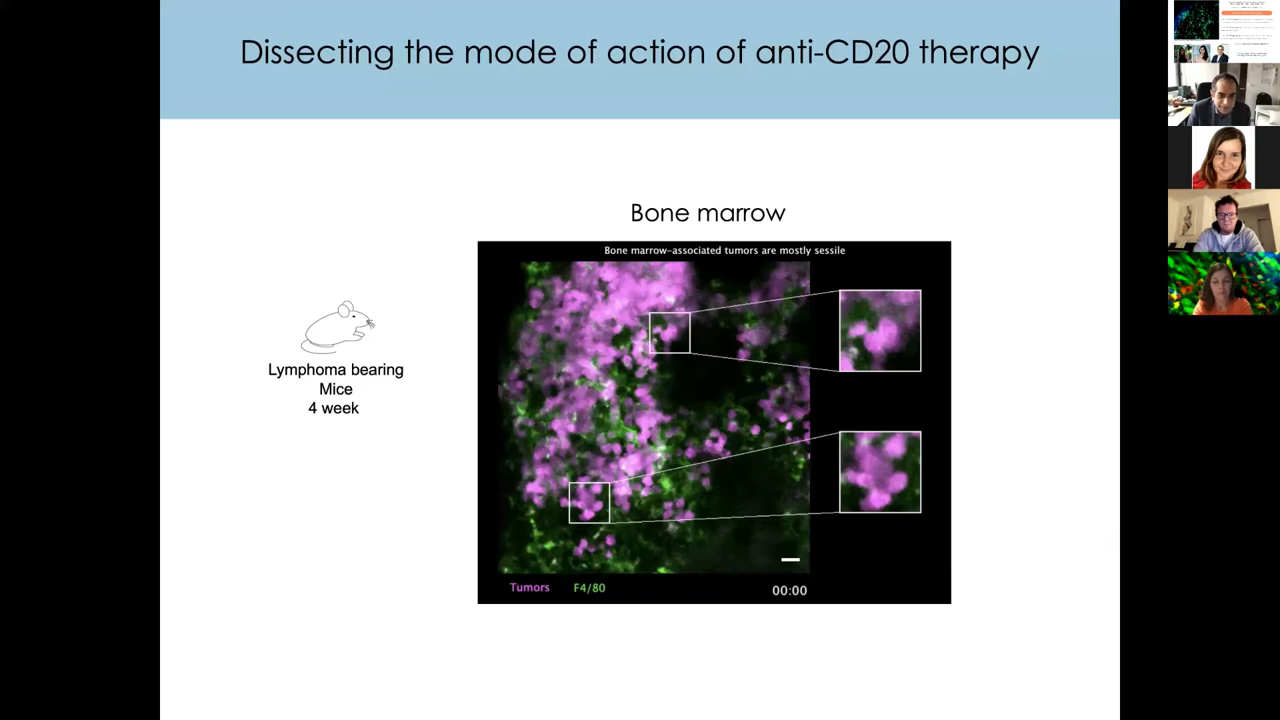 Dissecting the mode of action of anti-CD20 therapy
Bone marrow
Bone marrow-associated tumors are mostly sessile
Lymphoma bearing
Mice
4 week
Tumors F4/80 00:00